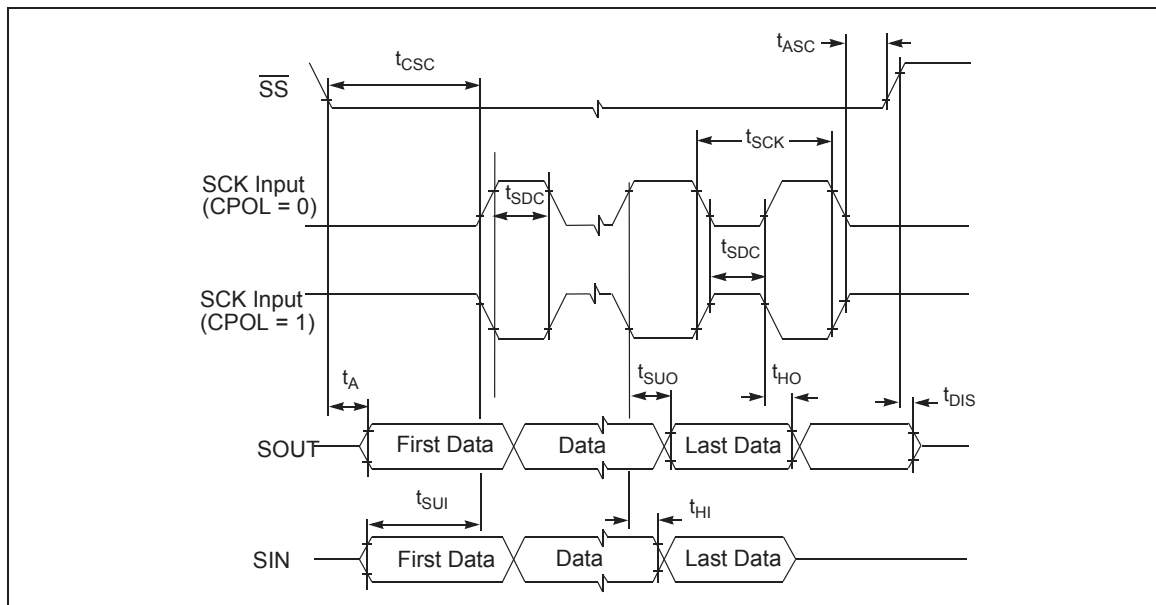 tASC
tCSC
SS
tSCK
SCK Input
(CPOL = 0)
tSDC
tSDC
SCK Input
(CPOL = 1)
tA
tSUO
tHO
tDIS
SOUT
First Data
Data
Last Data
tSUI
tHI
SIN
First Data
Data
Last Data